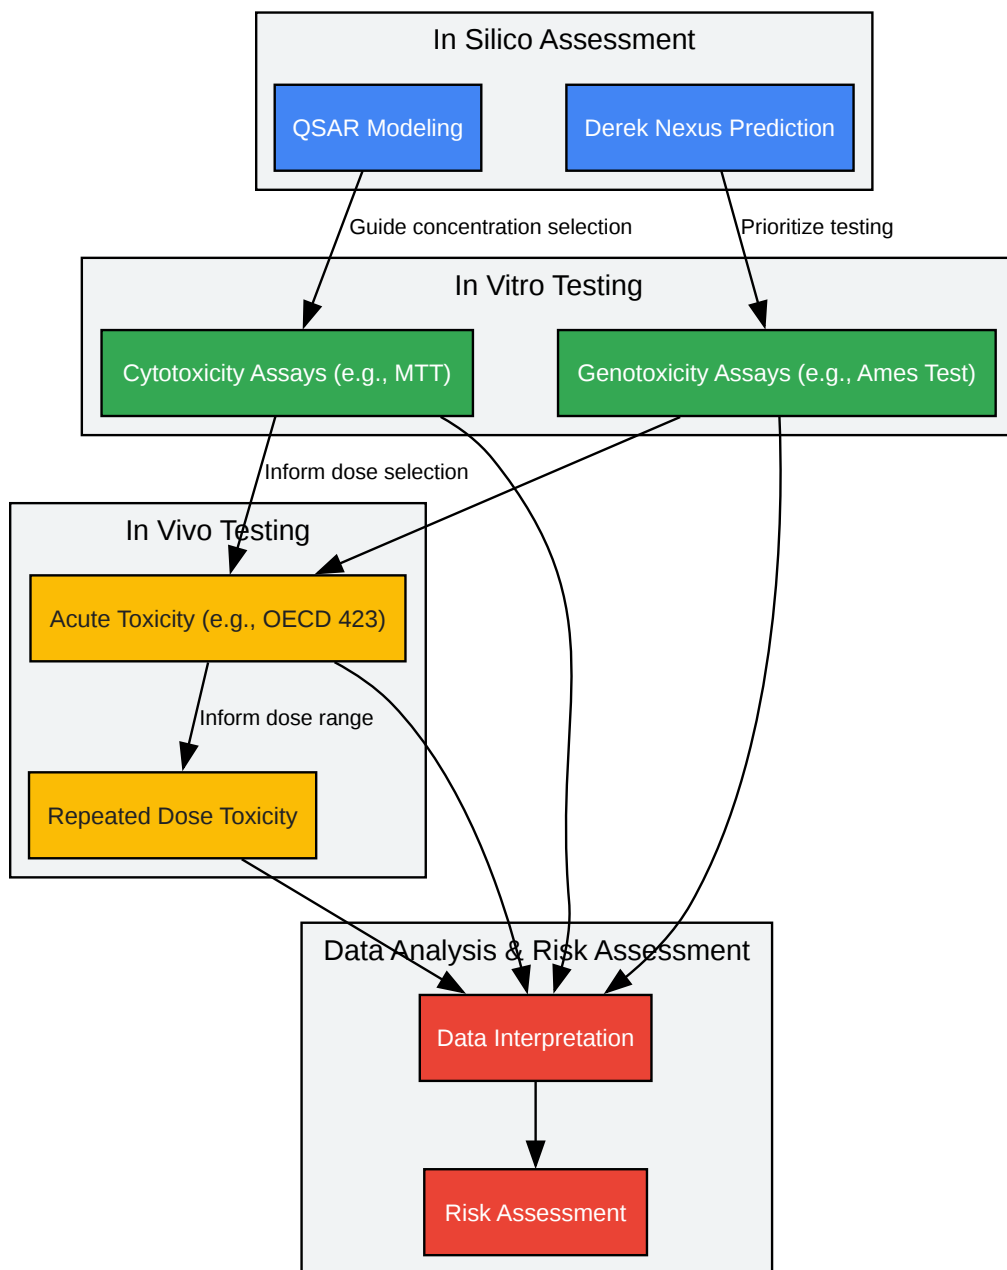 In Silico Assessment
QSAR Modeling
Derek Nexus Prediction
Guide concentration selection
Prioritize testing
In Vitro Testing
Cytotoxicity Assays (e.g., MTT)
Genotoxicity Assays (e.g., Ames Test)
Inform dose selection
In Vivo Testing
Acute Toxicity (e.g., OECD 423)
Inform dose range
Repeated Dose Toxicity
Data Analysis & Risk Assessment
Data Interpretation
Risk Assessment